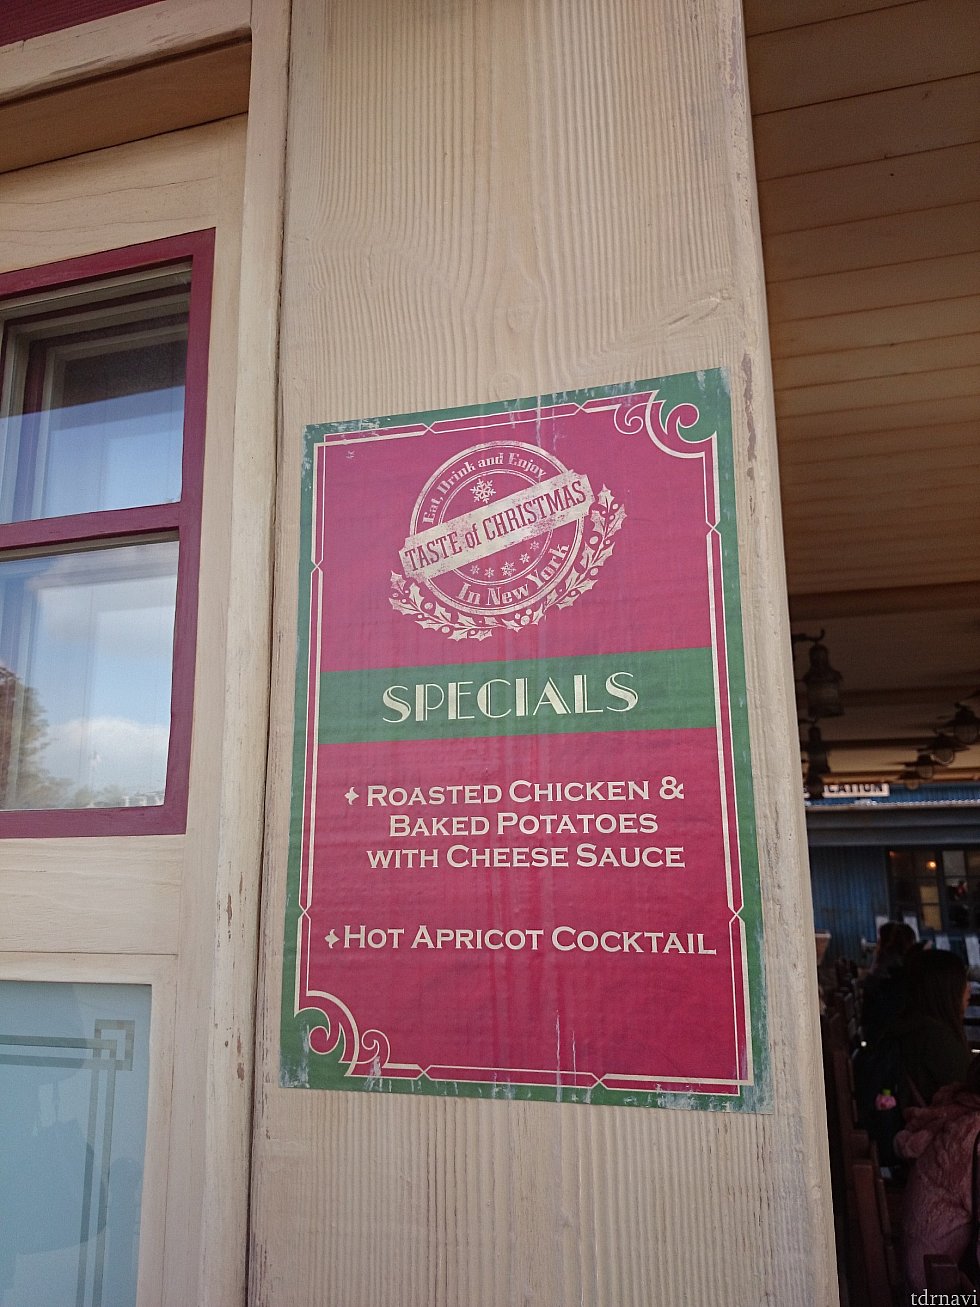 Eat, Drink and Enjoy
TASTE of CHRISTMAS
In New York
SPECIALS
ROASTED CHICKEN &
BAKED POTATOES
WITH CHEESE SAUCE
HOT APRICOT COCKTAIL
CATION
tdrnavi